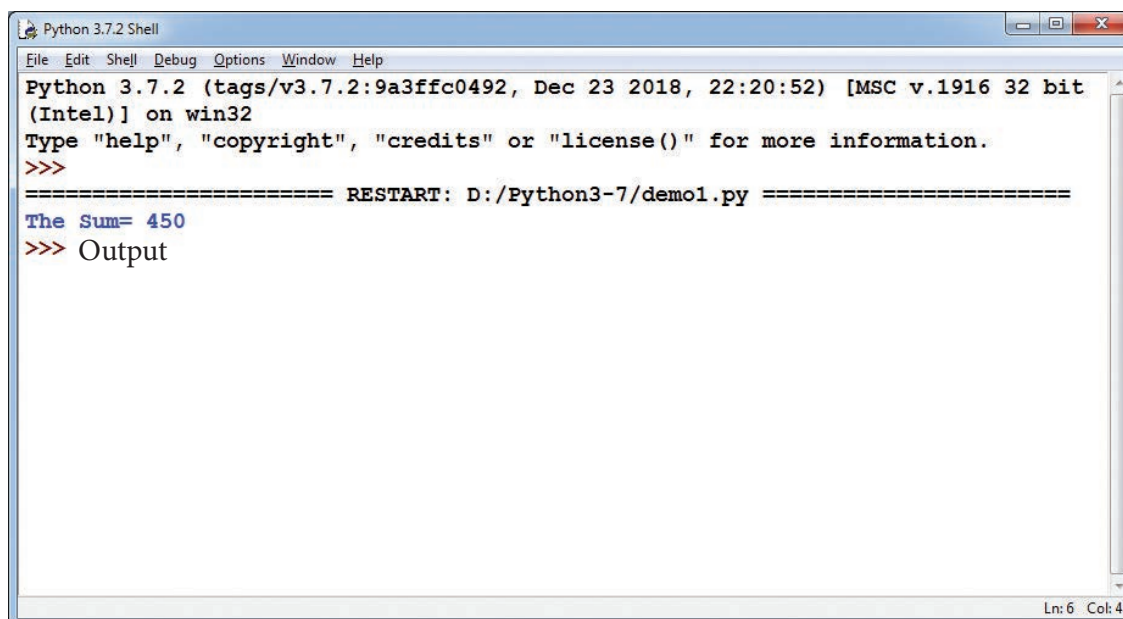 Python 3.7.2 Shell
File Edit Shell Debug Options Window Help
Python 3.7.2 (tags/v3.7.2:9a3ffc0492, Dec 23 2018, 22:20:52) [MSC v.1916 32 bit
(Intel)] on win32
Type "help", "copyright", "credits" or "license()" for more information.
>>>
======================= RESTART: D:/Python3-7/demo1.py =======================
The Sum= 450
>>> Output
Ln: 6 Col: 4